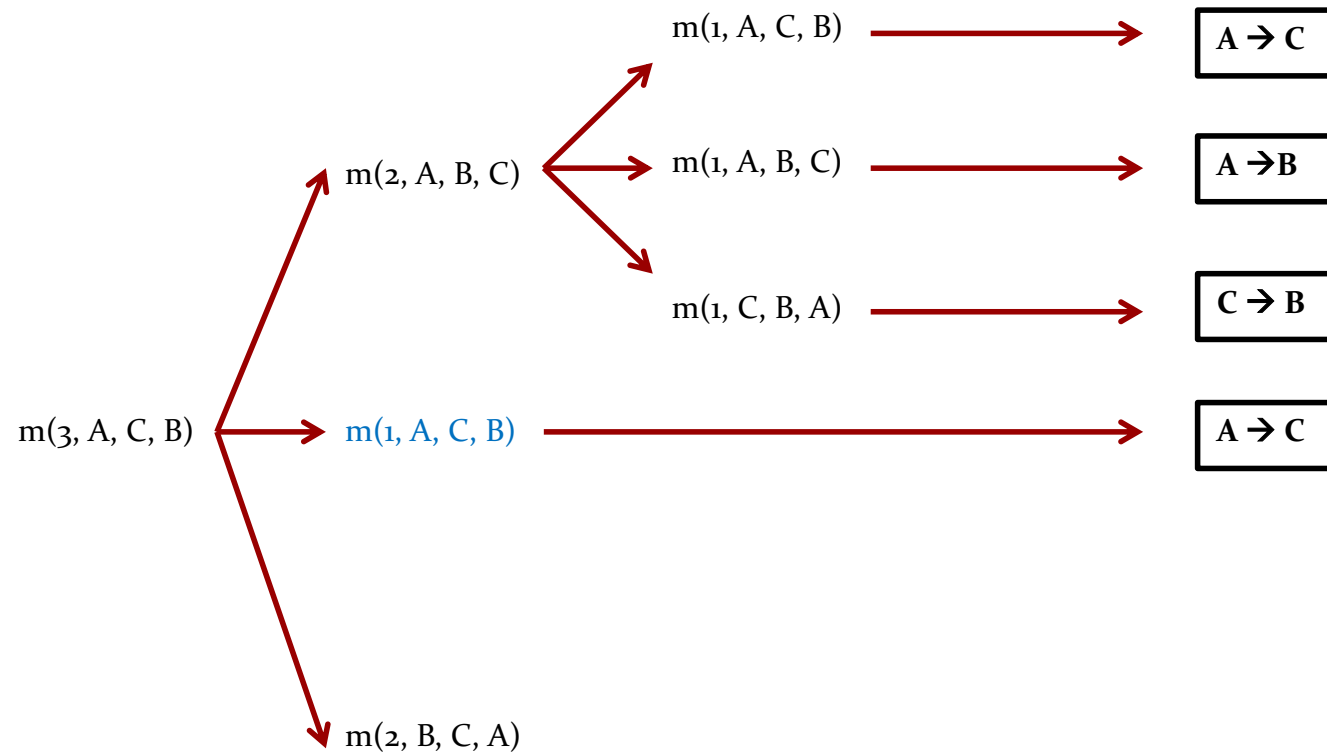 m(1, A, C, B)
A → C
m(2, A, B, C)
m(1, A, B, C)
A →B
m(1, C, B, A)
C → B
m(3, A, C, B)
m(1, A, C, B)
A → C
m(2, B, C, A)